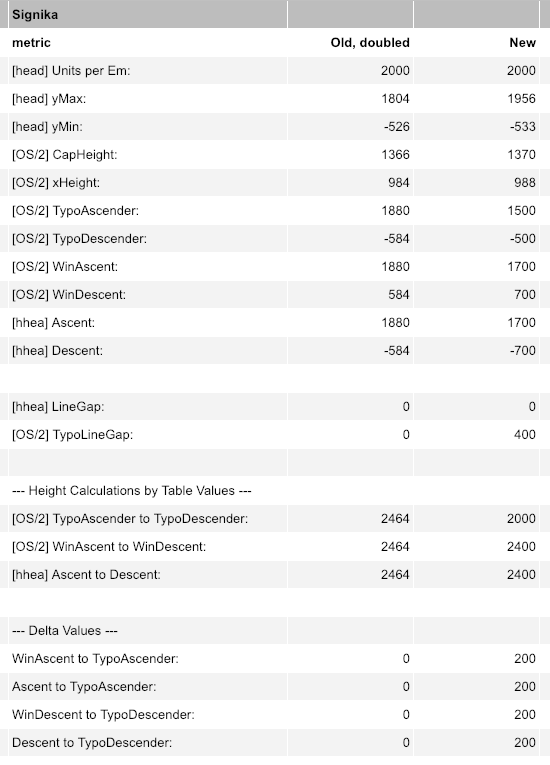 Signika
metric Old, doubled New
[head] Units per Em: 2000 2000
[head] yMax: 1804 1956
[head] yMin: -526 -533
[OS/2] CapHeight: 1366 1370
[OS/2] xHeight: 984 988
[OS/2] TypoAscender: 1880 1500
[OS/2] TypoDescender: -584 -500
[OS/2] WinAscent: 1880 1700
[OS/2] WinDescent: 584 700
[hhea] Ascent: 1880 1700
[hhea] Descent: -584 -700
[hhea] LineGap: 0 0
[OS/2] TypoLineGap: 0 400
--- Height Calculations by Table Values ---
[OS/2] TypoAscender to TypoDescender: 2464 2000
[OS/2] WinAscent to WinDescent: 2464 2400
[hhea] Ascent to Descent: 2464 2400
--- Delta Values ---
WinAscent to TypoAscender: 0 200
Ascent to TypoAscender: 0 200
WinDescent to TypoDescender: 0 200
Descent to TypoDescender: 0 200